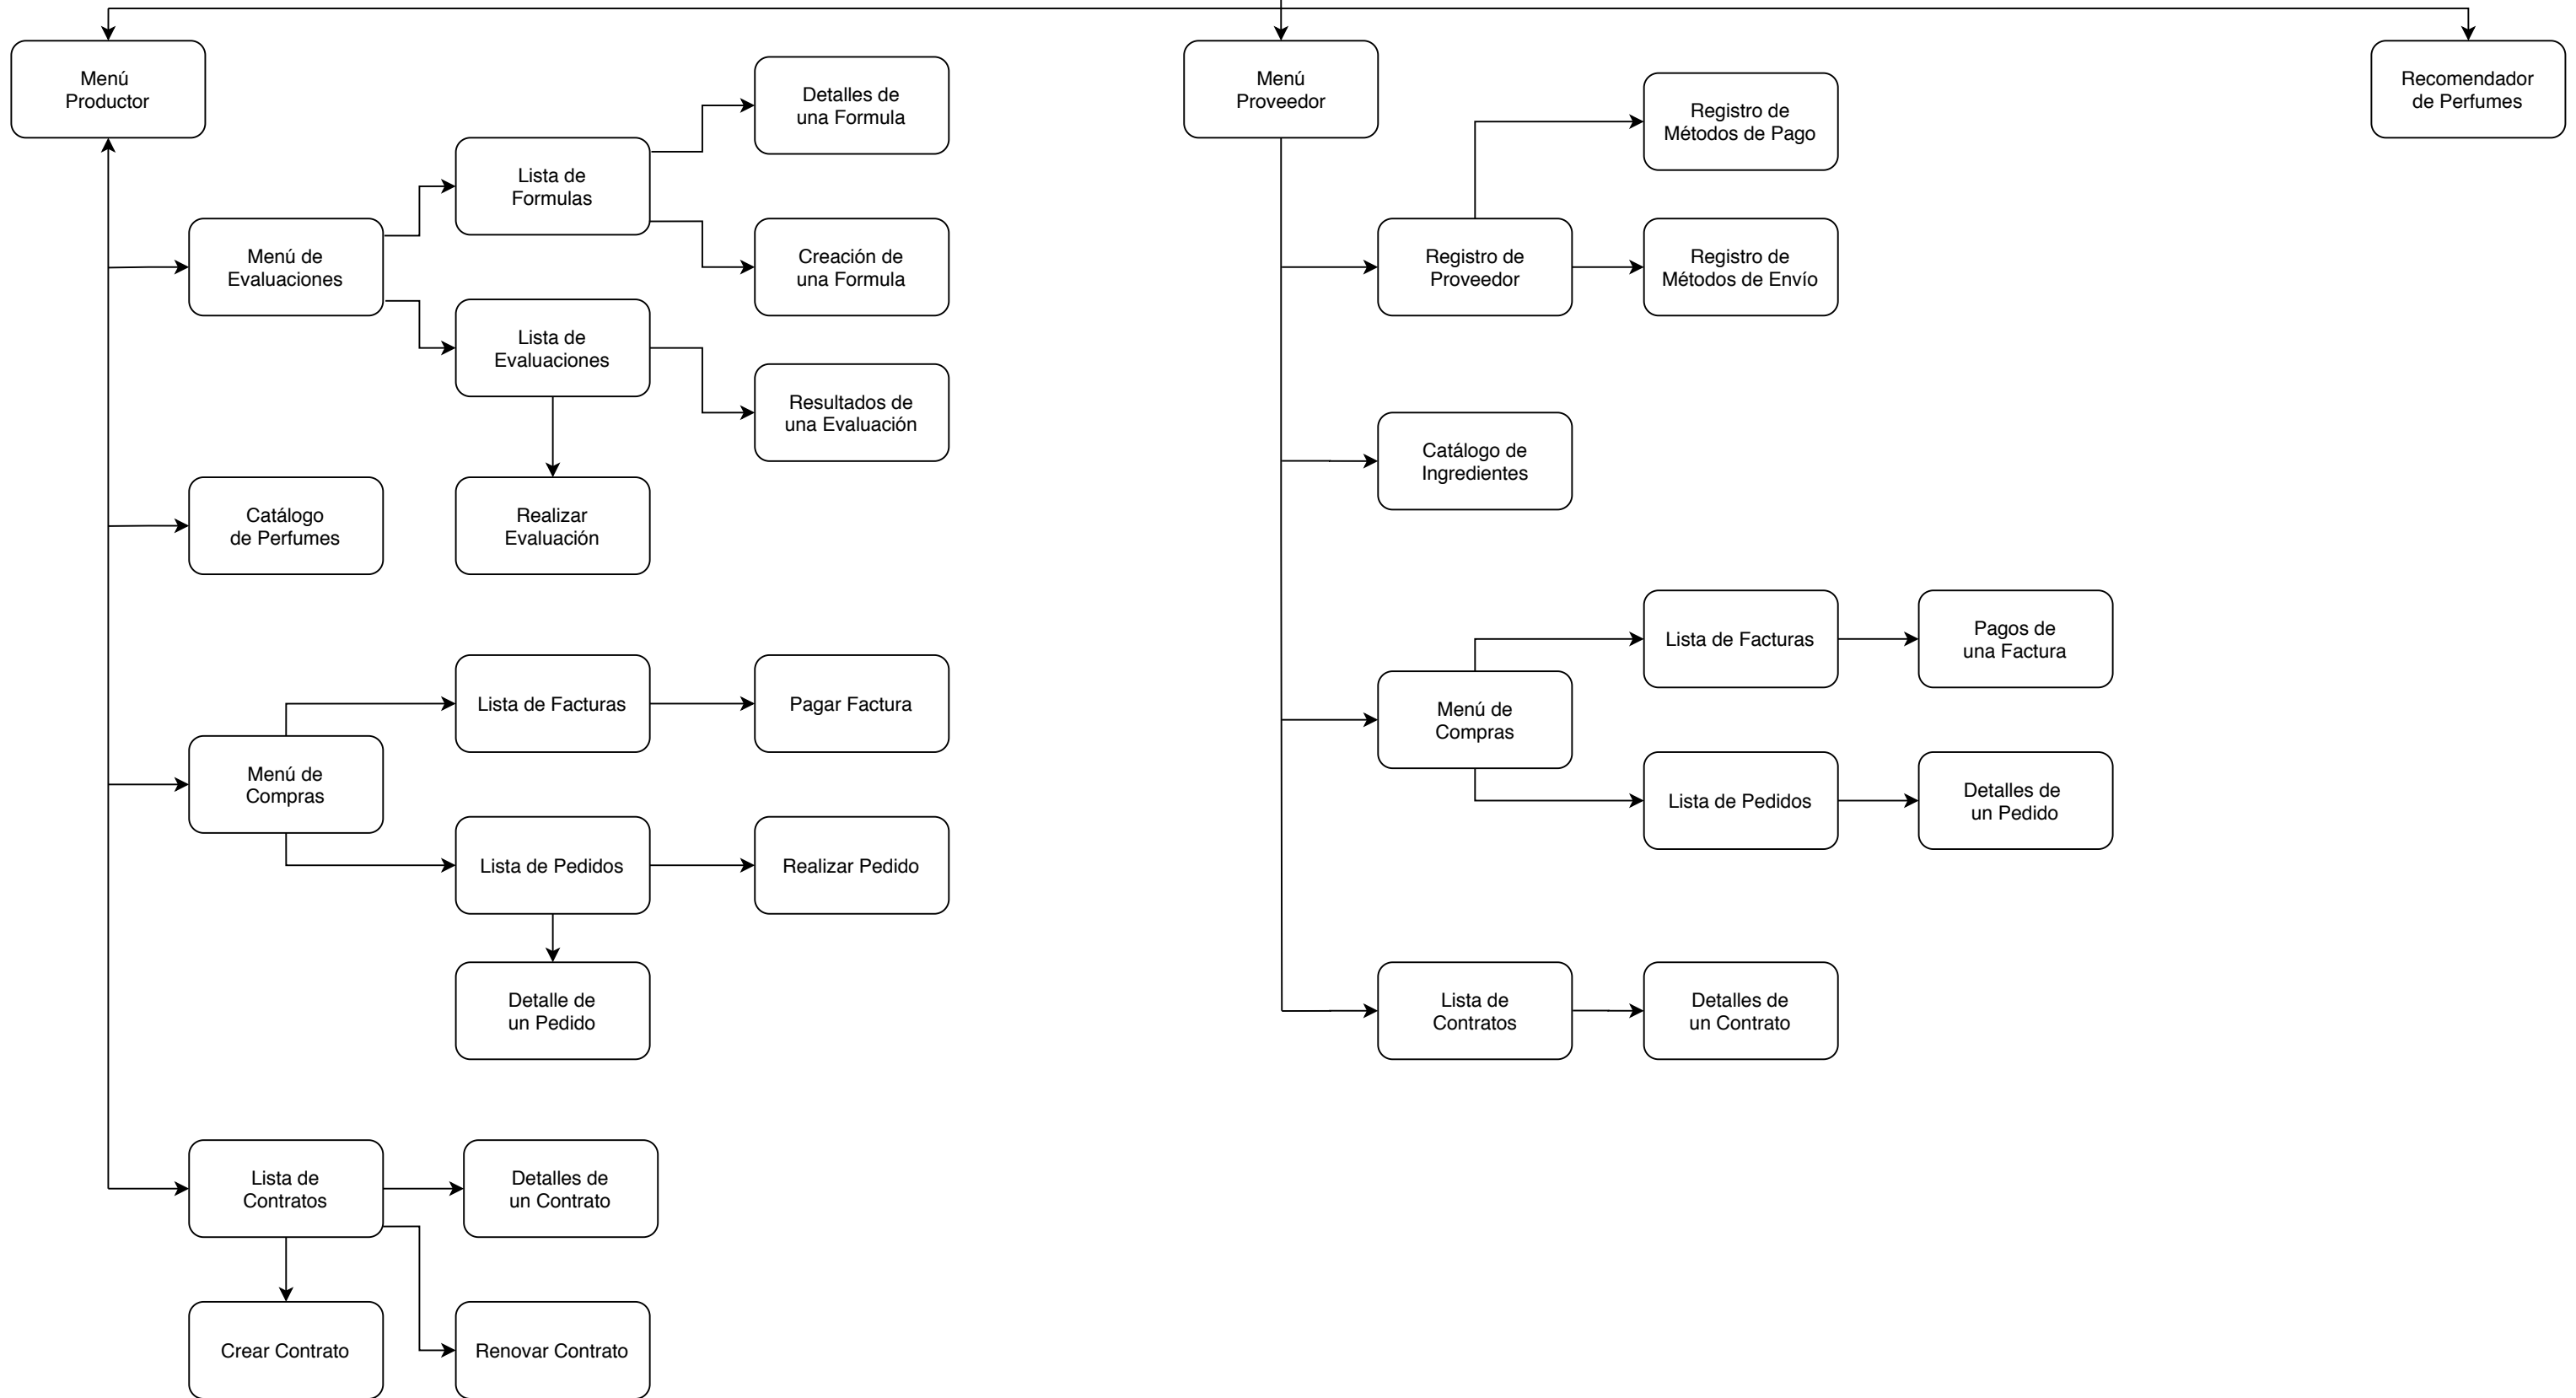 Menú
Productor
Menú
Proveedor
Recomendador
de Perfumes
Detalles de
una Formula
Registro de
Métodos de Pago
Lista de
Formulas
Menú de
Evaluaciones
Creación de
una Formula
Registro de
Proveedor
Registro de
Métodos de Envío
Lista de
Evaluaciones
Resultados de
una Evaluación
Catálogo de
Ingredientes
Catálogo
de Perfumes
Realizar
Evaluación
Lista de Facturas
Pagos de
una Factura
Lista de Facturas
Pagar Factura
Menú de
Compras
Menú de
Compras
Lista de Pedidos
Detalles de
un Pedido
Lista de Pedidos
Realizar Pedido
Detalle de
un Pedido
Lista de
Contratos
Detalles de
un Contrato
Lista de
Contratos
Detalles de
un Contrato
Crear Contrato
Renovar Contrato